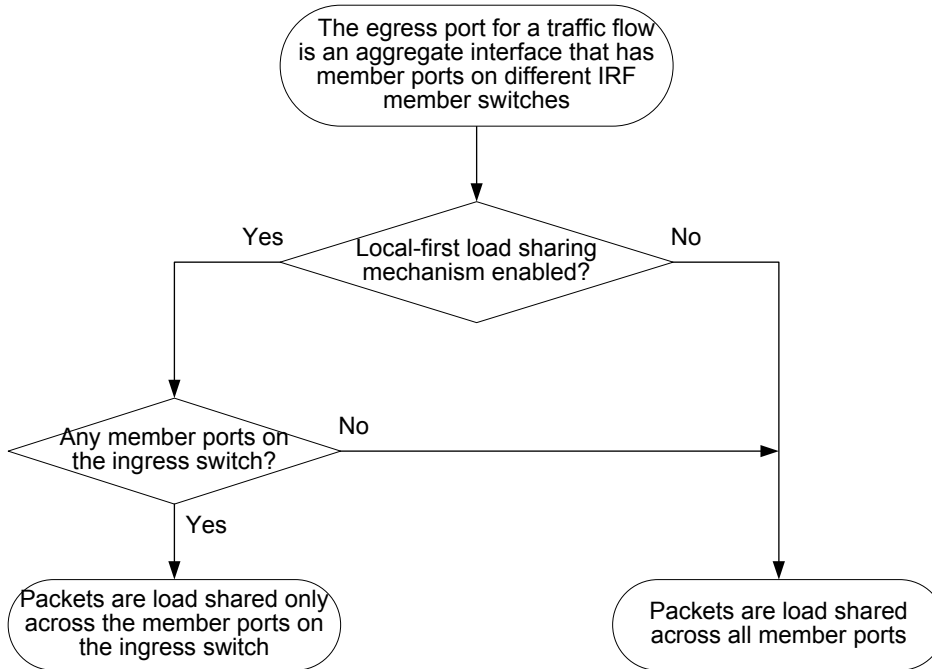 The egress port for a traffic flow
is an aggregate interface that has
member ports on different IRF
member switches
Yes
No
Local-first load sharing
mechanism enabled?
Any member ports on
the ingress switch?
No
Yes
Packets are load shared only
across the member ports on
the ingress switch
Packets are load shared
across all member ports